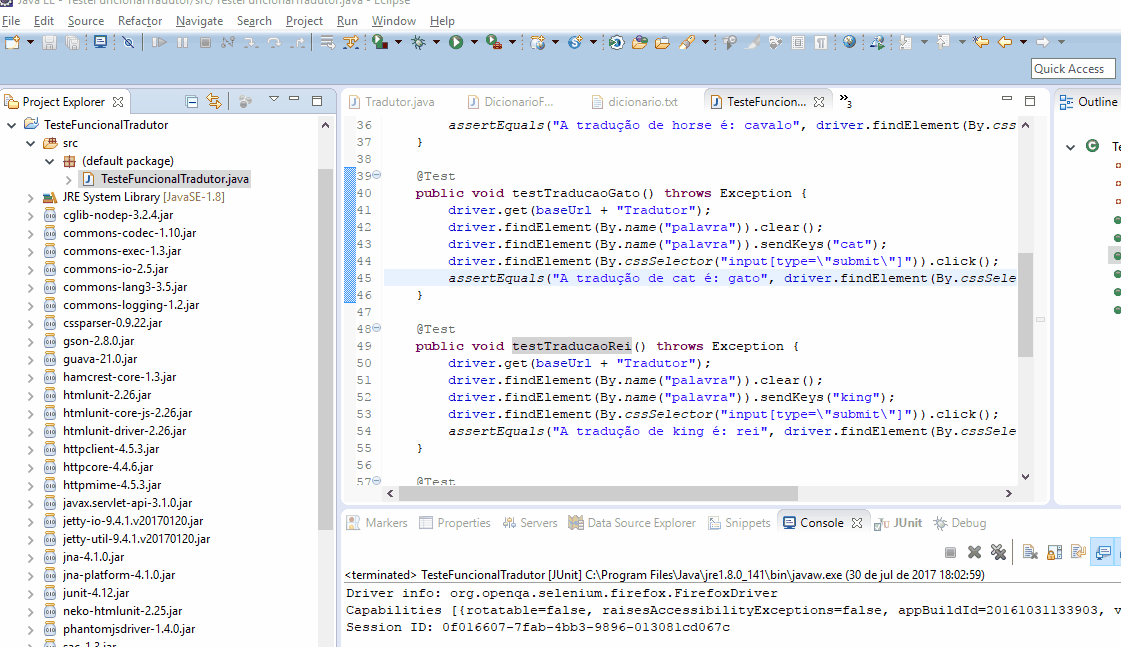 Java EE - TesteFuncionalTradutor/src/TesteFuncionalTradutor.java - Eclipse
File Edit Source Refactor Navigate Search Project Run Window Help
Quick Access
Project Explorer
TesteFuncionalTradutor
src
(default package)
TesteFuncionalTradutor.java
JRE System Library [JavaSE-1.8]
cglib-nodep-3.2.4.jar
commons-codec-1.10.jar
commons-exec-1.3.jar
commons-io-2.5.jar
commons-lang3-3.5.jar
commons-logging-1.2.jar
cssparser-0.9.22.jar
gson-2.8.0.jar
guava-21.0.jar
hamcrest-core-1.3.jar
htmlunit-2.26.jar
htmlunit-core-js-2.26.jar
htmlunit-driver-2.26.jar
httpclient-4.5.3.jar
httpcore-4.4.6.jar
httpmime-4.5.3.jar
javax.servlet-api-3.1.0.jar
jetty-io-9.4.1.v20170120.jar
jetty-util-9.4.1.v20170120.jar
jna-4.1.0.jar
jna-platform-4.1.0.jar
junit-4.12.jar
neko-htmlunit-2.25.jar
phantomjsdriver-1.4.0.jar
sac-1.3.jar
Tradutor.java DicionarioF... dicionario.txt TesteFuncion... »3
36 assertEquals("A tradução de horse é: cavalo", driver.findElement(By.css
37 }
38
39 @Test
40 public void testTraducaoGato() throws Exception {
41 driver.get(baseUrl + "Tradutor");
42 driver.findElement(By.name("palavra")).clear();
43 driver.findElement(By.name("palavra")).sendKeys("cat");
44 driver.findElement(By.cssSelector("input[type=\"submit\"]")).click();
45 assertEquals("A tradução de cat é: gato", driver.findElement(By.cssSele
46 }
47
48 @Test
49 public void testTraducaoRei() throws Exception {
50 driver.get(baseUrl + "Tradutor");
51 driver.findElement(By.name("palavra")).clear();
52 driver.findElement(By.name("palavra")).sendKeys("king");
53 driver.findElement(By.cssSelector("input[type=\"submit\"]")).click();
54 assertEquals("A tradução de king é: rei", driver.findElement(By.cssSele
55 }
56
57 @Test
Outline
Te
Markers Properties Servers Data Source Explorer Snippets Console JUnit Debug
<terminated> TesteFuncionalTradutor [JUnit] C:\Program Files\Java\jre1.8.0_141\bin\javaw.exe (30 de jul de 2017 18:02:59)
Driver info: org.openqa.selenium.firefox.FirefoxDriver
Capabilities [{rotatable=false, raisesAccessibilityExceptions=false, appBuildId=20161031133903, v
Session ID: 0f016607-7fab-4bb3-9896-013081cd067c